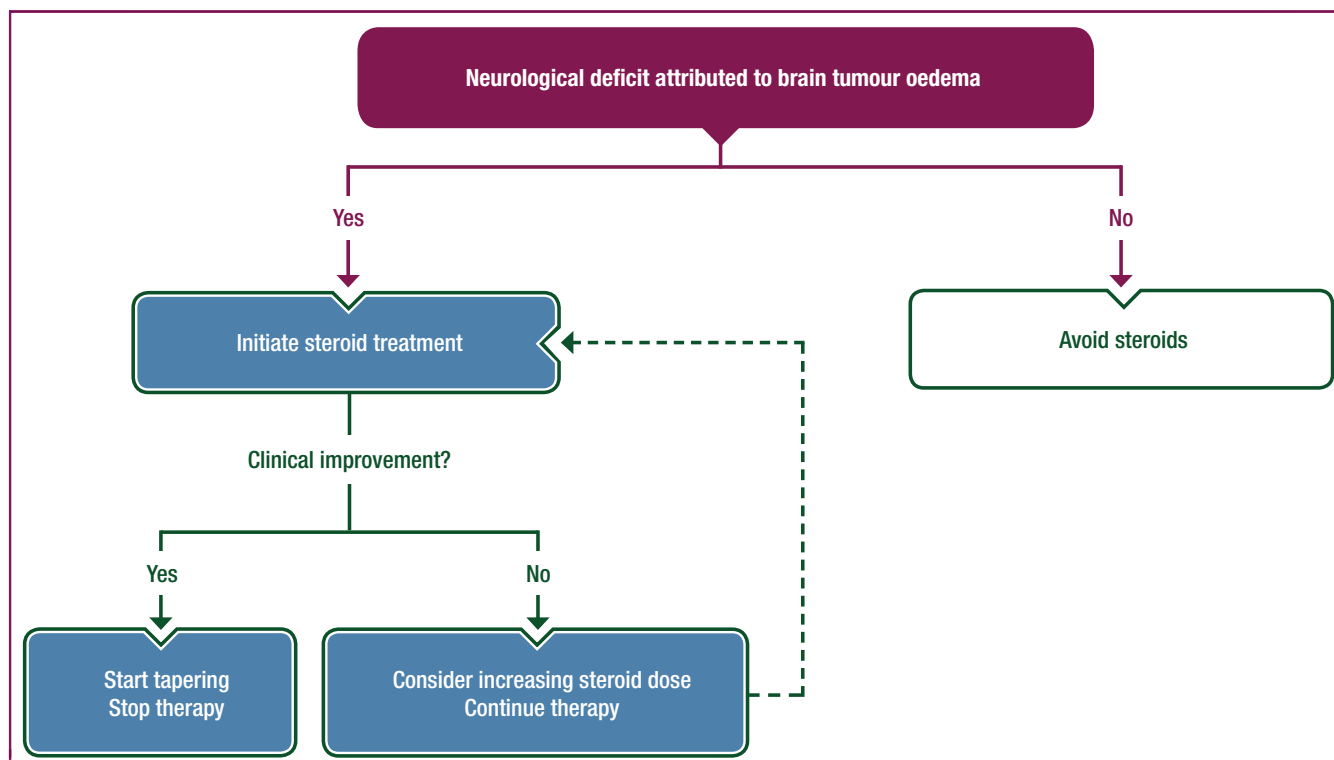 Neurological deficit attributed to brain tumour oedema
Yes
No
Initiate steroid treatment
Avoid steroids
Clinical improvement?
Yes
No
Start tapering
Stop therapy
Consider increasing steroid dose
Continue therapy